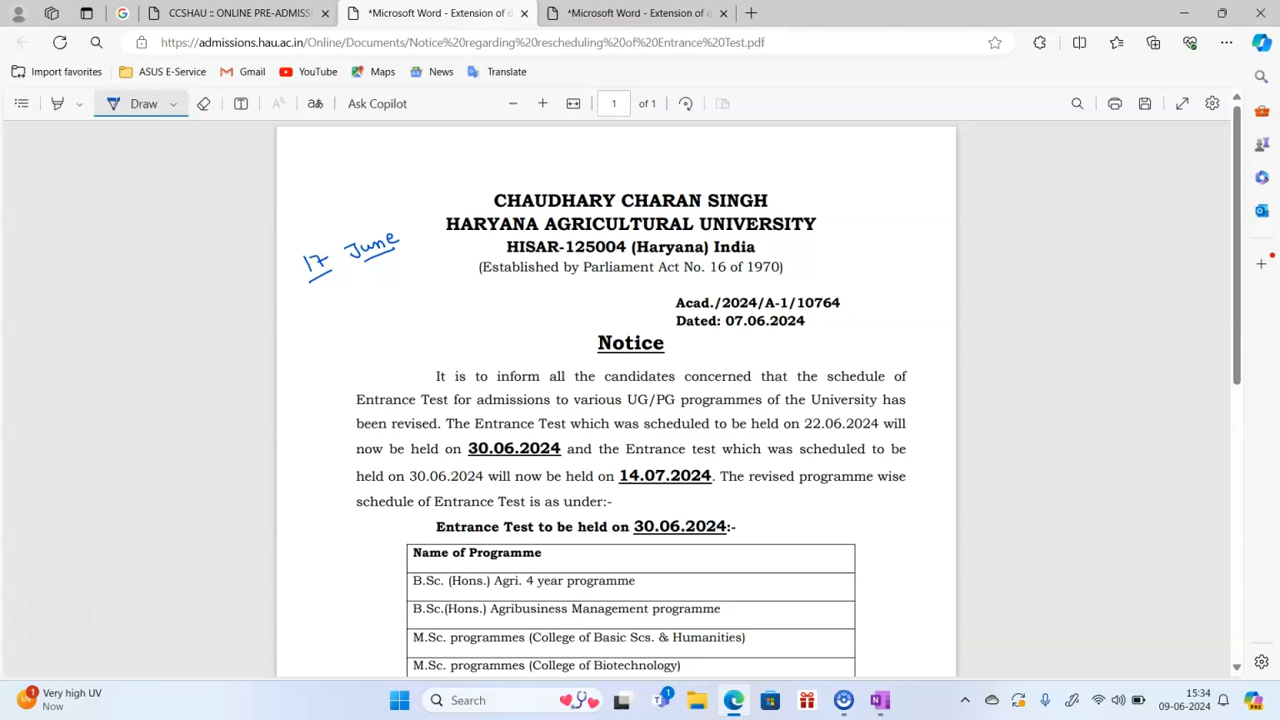 CCSHAU :: ONLINE PRE-ADMISSI
*Microsoft Word - Extension of d
*Microsoft Word - Extension of d
https://admissions.hau.ac.in/Online/Documents/Notice%20regarding%20rescheduling%20of%20Entrance%20Test.pdf
Import favorites
ASUS E-Service
Gmail
YouTube
Maps
News
Translate
Draw
Ask Copilot
1 of 1
CHAUDHARY CHARAN SINGH
HARYANA AGRICULTURAL UNIVERSITY
HISAR-125004 (Haryana) India
(Established by Parliament Act No. 16 of 1970)
17 June
Acad./2024/A-1/10764
Dated: 07.06.2024
Notice
It is to inform all the candidates concerned that the schedule of
Entrance Test for admissions to various UG/PG programmes of the University has
been revised. The Entrance Test which was scheduled to be held on 22.06.2024 will
now be held on 30.06.2024 and the Entrance test which was scheduled to be
held on 30.06.2024 will now be held on 14.07.2024. The revised programme wise
schedule of Entrance Test is as under:-
Entrance Test to be held on 30.06.2024:-
Name of Programme
B.Sc. (Hons.) Agri. 4 year programme
B.Sc.(Hons.) Agribusiness Management programme
M.Sc. programmes (College of Basic Scs. & Humanities)
M.Sc. programmes (College of Biotechnology)
1
Very high UV
Now
Search
1
15:34
09-06-2024